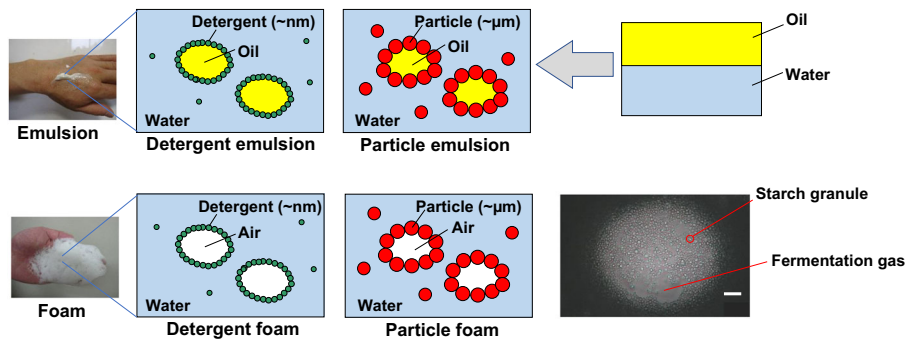 Detergent (~nm)
Oil
Water
Emulsion
Detergent emulsion
Particle (~µm)
Oil
Water
Particle emulsion
Oil
Water
Detergent (~nm)
Air
Water
Foam
Detergent foam
Particle (~µm)
Air
Water
Particle foam
Starch granule
Fermentation gas